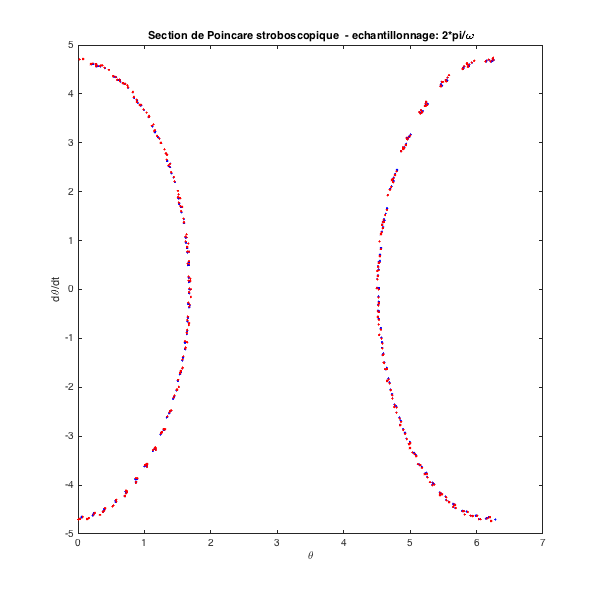 Section de Poincare stroboscopique - echantillonnage: 2*pi/ω
5
4
3
2
1
0
-1
-2
-3
-4
-5
dθ/dt
0 1 2 3 4 5 6 7
θ